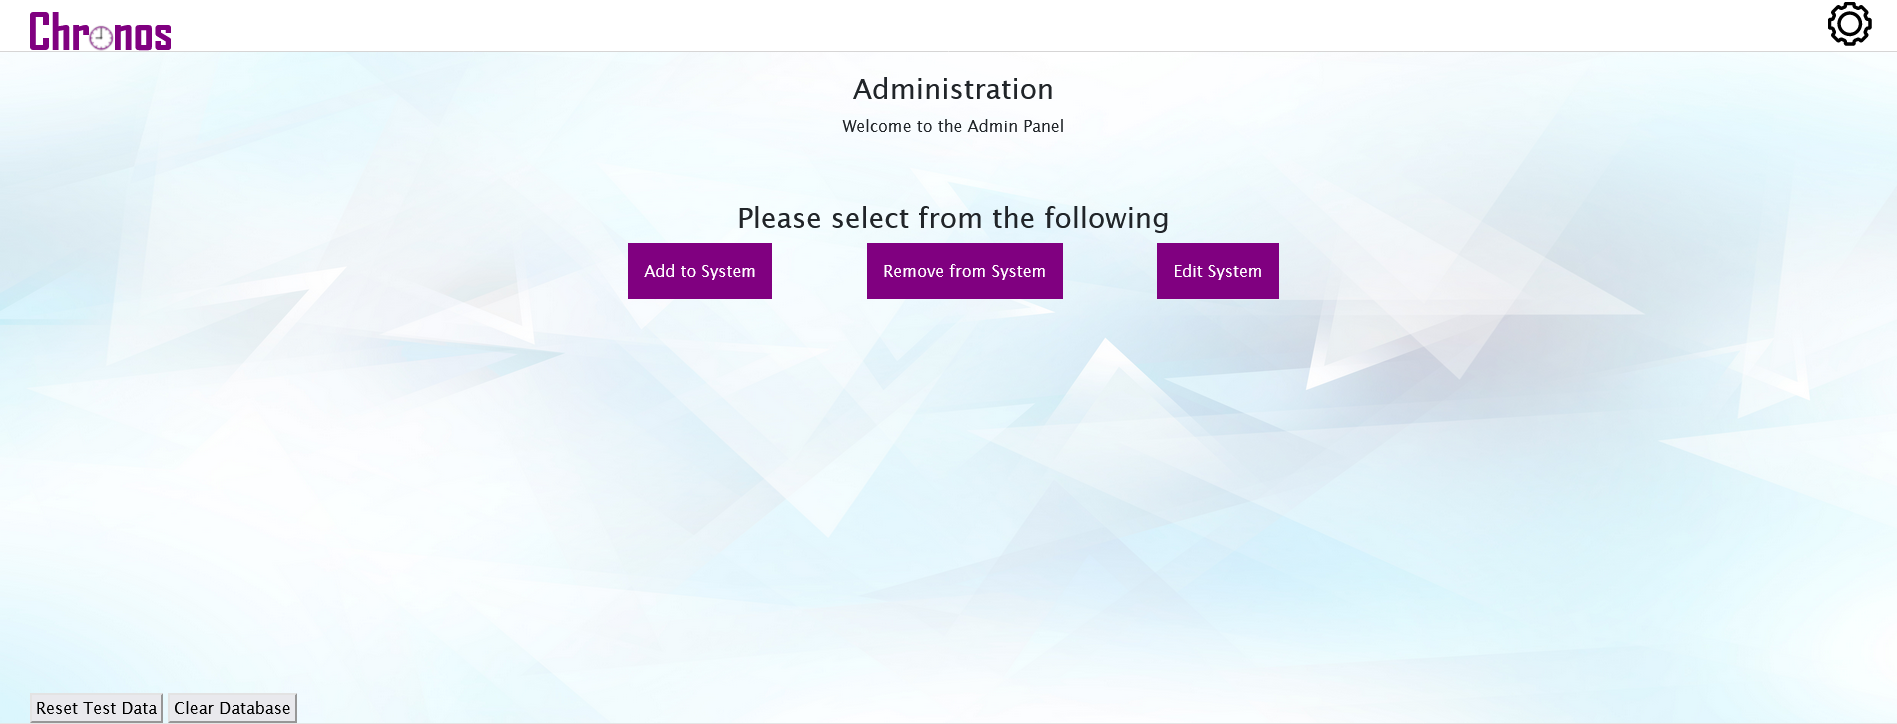 Chronos
Administration
Welcome to the Admin Panel
Please select from the following
Add to System
Remove from System
Edit System
Reset Test Data
Clear Database